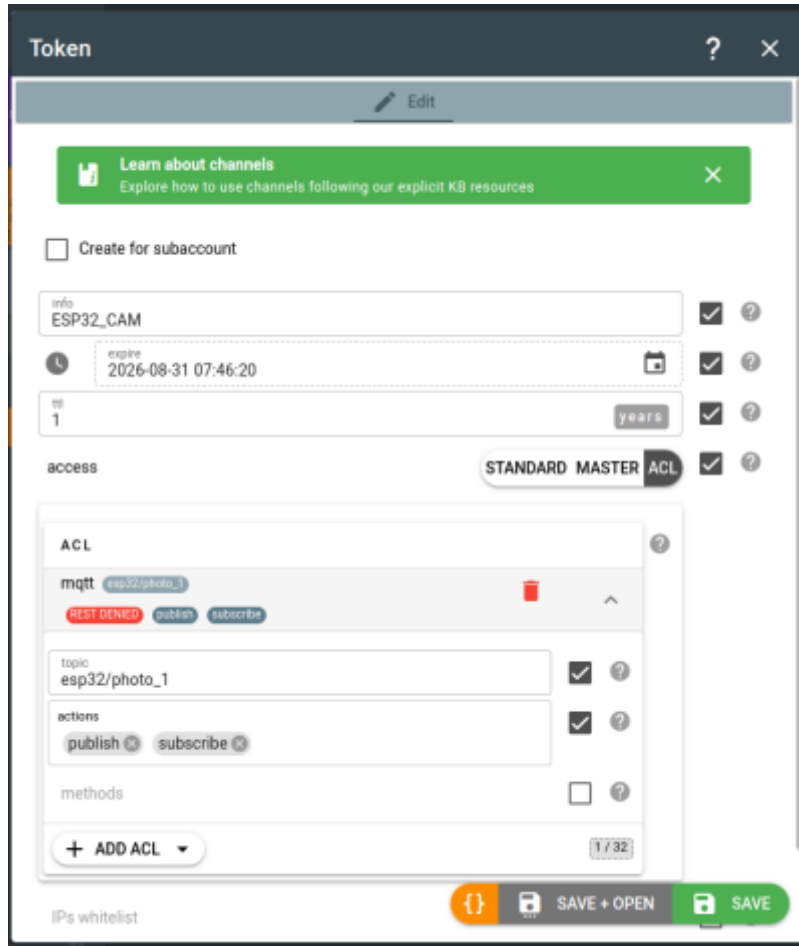 Token ? ×
Edit
Learn about channels
Explore how to use channels following our explicit KB resources
Create for subaccount
info
ESP32_CAM
expire
2026-08-31 07:46:20
ttl
1 years
access STANDARD MASTER ACL
ACL
mqtt esp32/photo_1
REST DENIED publish subscribe
topic
esp32/photo_1
actions
publish subscribe
methods
+ ADD ACL 1 / 32
{} SAVE + OPEN SAVE
IPs whitelist